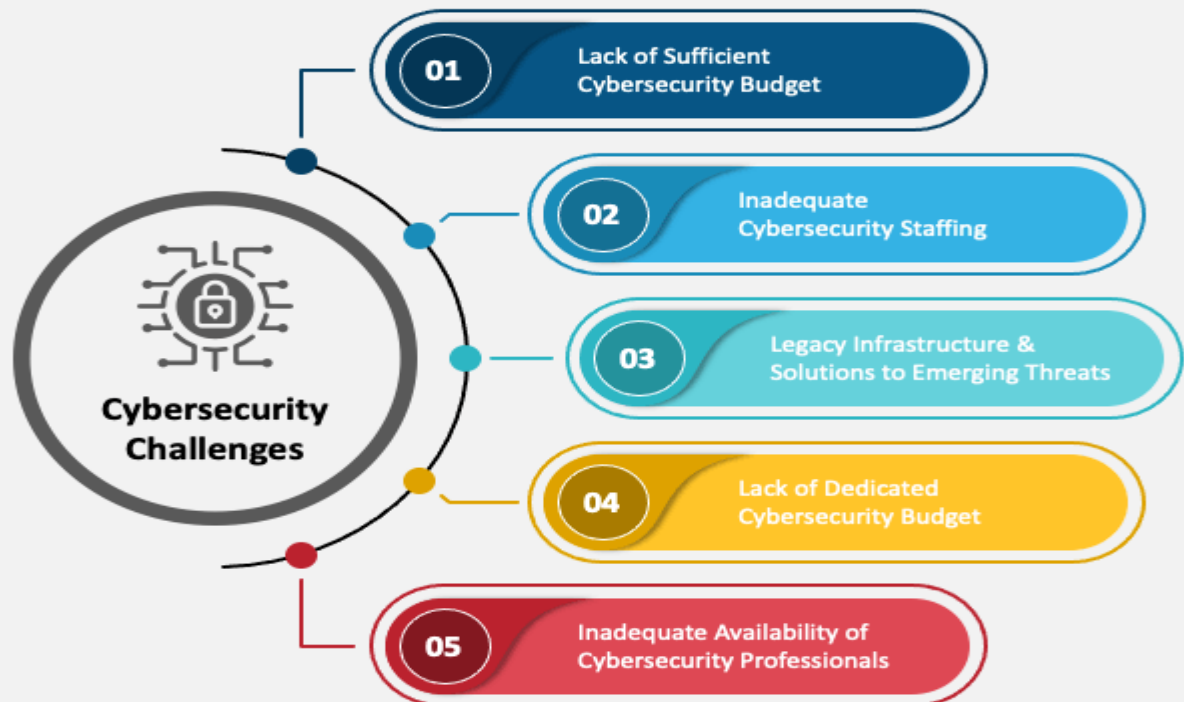 01
Lack of Sufficient
Cybersecurity Budget
02
Inadequate
Cybersecurity Staffing
03
Legacy Infrastructure &
Solutions to Emerging Threats
Cybersecurity
Challenges
04
Lack of Dedicated
Cybersecurity Budget
05
Inadequate Availability of
Cybersecurity Professionals